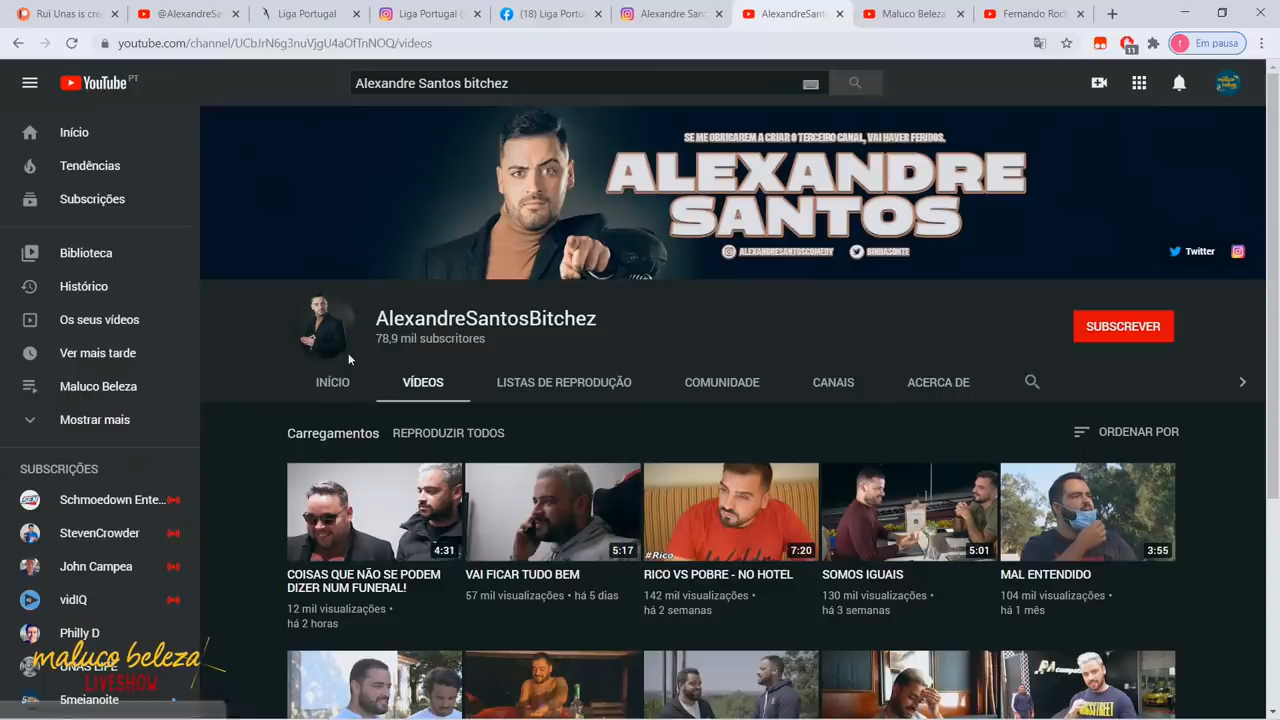 Rui Unas is cre
@AlexandreSa
Liga Portugal
Liga Portugal (
(18) Liga Portu
Alexandre San
AlexandreSant
Maluco Beleza
Fernando Roch
youtube.com/channel/UCbJrN6g3nuVjgU4aOfTnNOQ/videos
11
t
Em pausa
YouTube PT
Alexandre Santos bitchez
Início
Tendências
Subscrições
Biblioteca
Histórico
Os seus vídeos
Ver mais tarde
Maluco Beleza
Mostrar mais
SUBSCRIÇÕES
Schmoedown Ente...
StevenCrowder
John Campea
vidIQ
Philly D
UNAS LIFE
5meianoite
maluco beleza
LIVESHOW
SE ME OBRIGAREM A CRIAR O TERCEIRO CANAL, VAI HAVER FERIDOS.
ALEXANDRE
SANTOS
ALEXANDRESANTOSCOMEDY
Twitter
AlexandreSantosBitchez
78,9 mil subscritores
SUBSCREVER
INÍCIO
VÍDEOS
LISTAS DE REPRODUÇÃO
COMUNIDADE
CANAIS
ACERCA DE
Carregamentos
REPRODUZIR TODOS
ORDENAR POR
4:31
COISAS QUE NÃO SE PODEM
DIZER NUM FUNERAL!
12 mil visualizações •
há 2 horas
5:17
VAI FICAR TUDO BEM
57 mil visualizações • há 5 dias
#Rico
7:20
RICO VS POBRE - NO HOTEL
142 mil visualizações •
há 2 semanas
5:01
SOMOS IGUAIS
130 mil visualizações •
há 3 semanas
3:55
MAL ENTENDIDO
104 mil visualizações •
há 1 mês